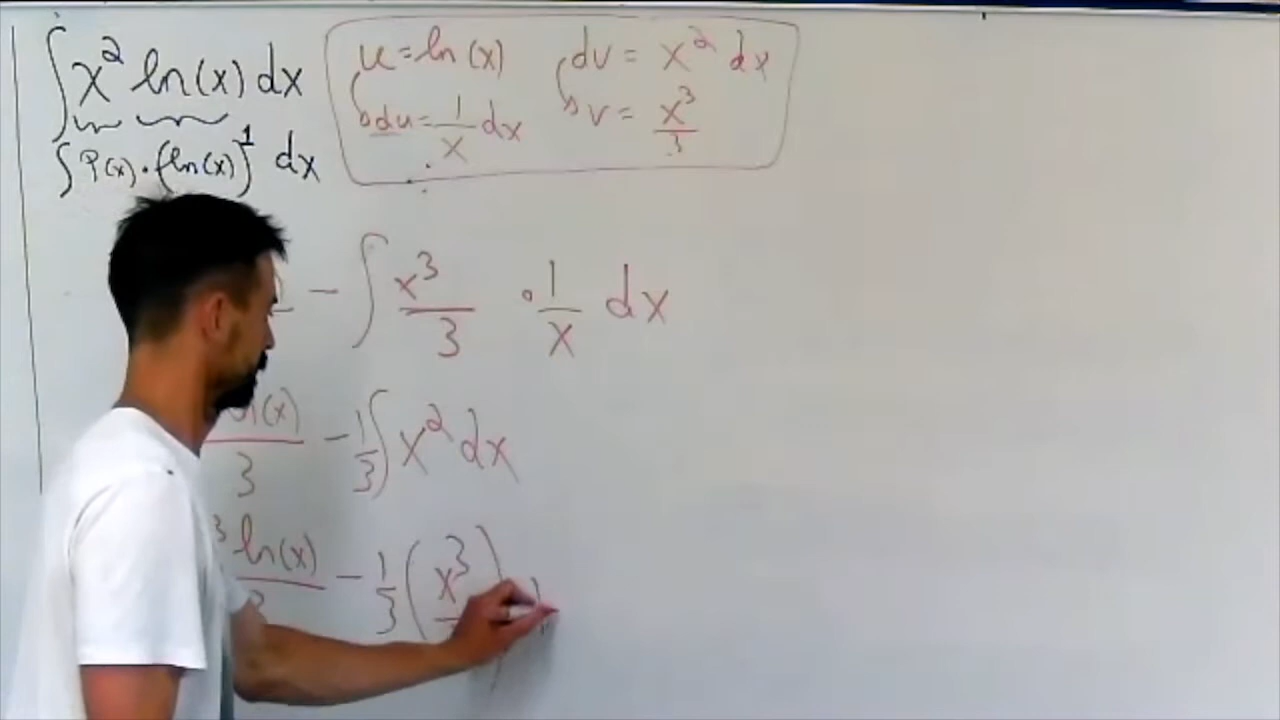 ∫ x² ln(x) dx
∫ P(x) · (ln(x))¹ dx
u = ln(x)
dv = x² dx
du = 1/x dx
v = x³/3
− ∫ x³/3 · 1/x dx
(x)/3 − 1/3 ∫ x² dx
³ ln(x) − 1/3 (x³